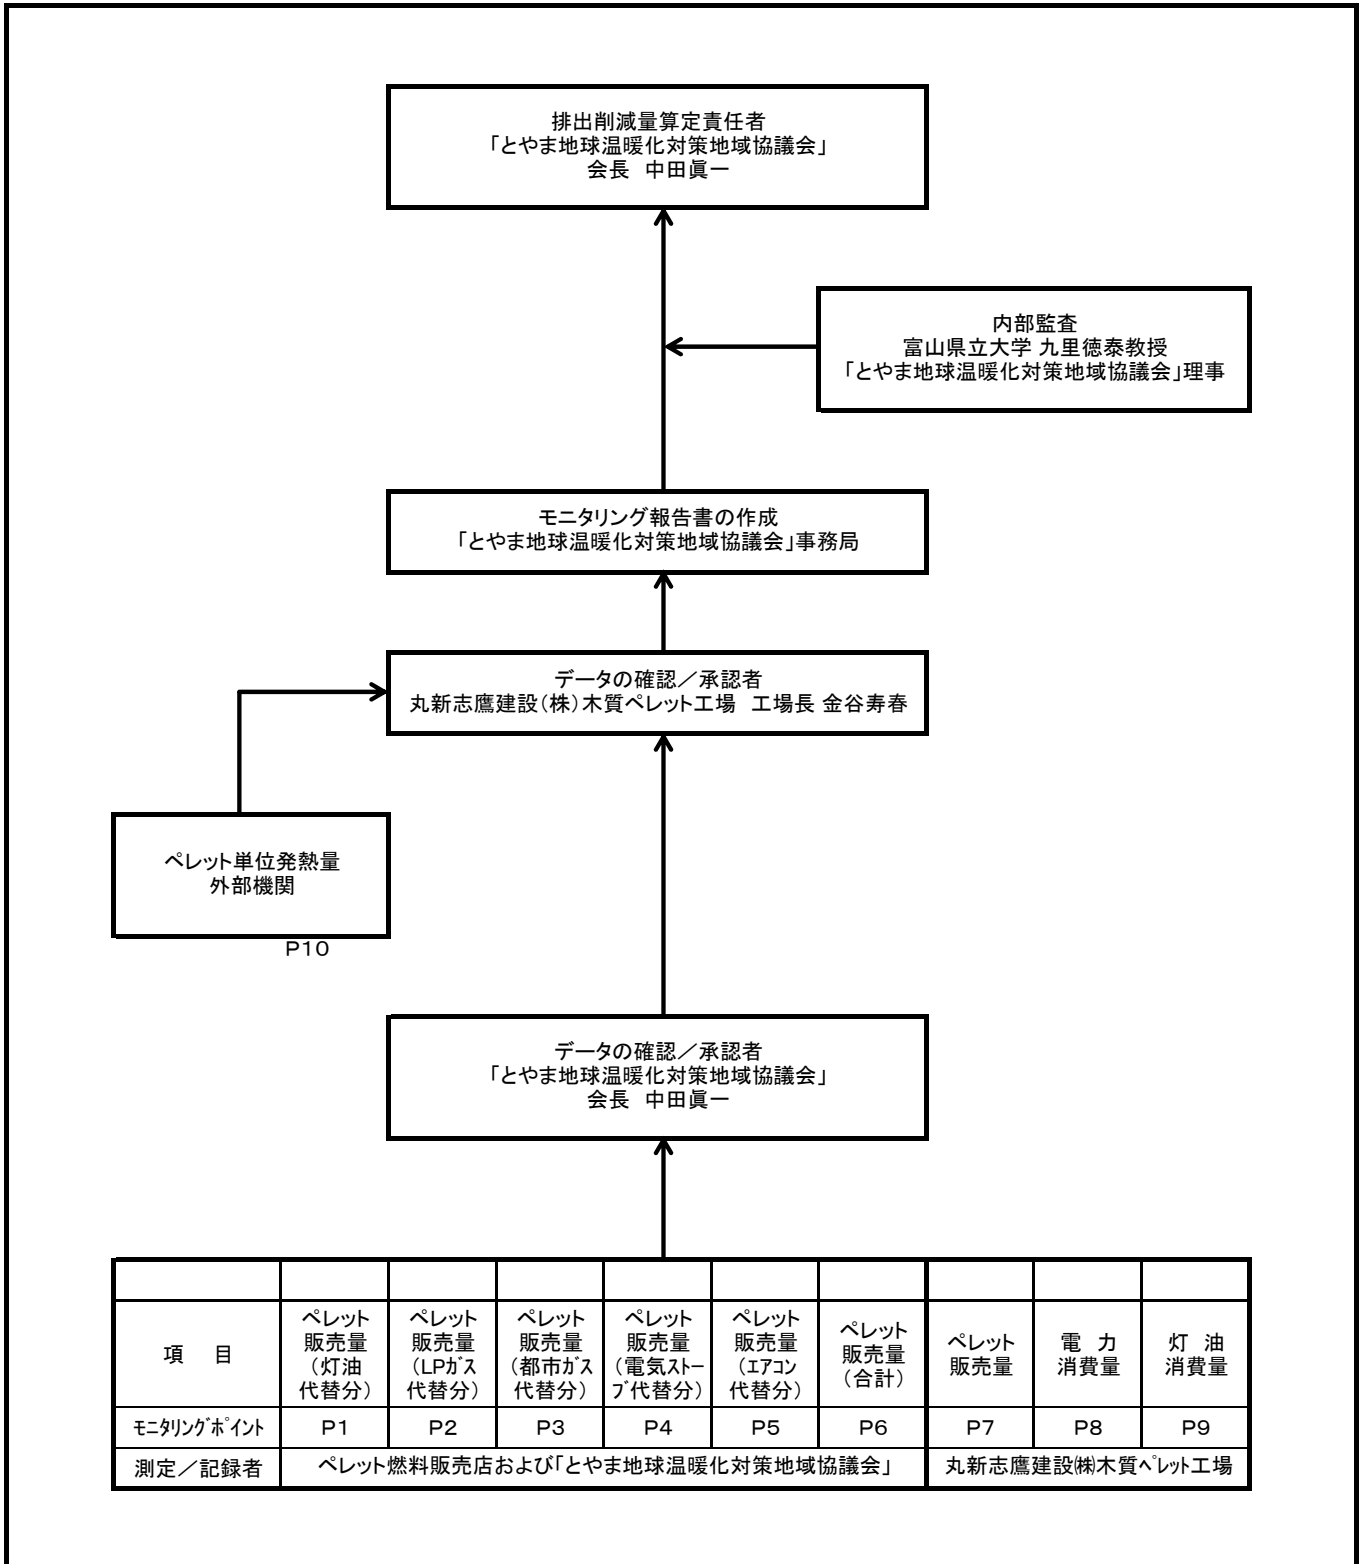 排出削減量算定責任者
「とやま地球温暖化対策地域協議会」
会長　中田眞一
内部監査
富山県立大学 九里徳泰教授
「とやま地球温暖化対策地域協議会」理事
モニタリング報告書の作成
「とやま地球温暖化対策地域協議会」事務局
データの確認／承認者
丸新志鷹建設（株）木質ペレット工場　工場長 金谷寿春
ペレット単位発熱量
外部機関
P10
データの確認／承認者
「とやま地球温暖化対策地域協議会」
会長　中田眞一
項　目
ペレット
販売量
（灯油
代替分）
ペレット
販売量
（LPｶﾞｽ
代替分）
ペレット
販売量
（都市ｶﾞｽ
代替分）
ペレット
販売量
（電気ｽﾄｰ
ﾌﾞ代替分）
ペレット
販売量
（ｴｱｺﾝ
代替分）
ペレット
販売量
（合計）
ペレット
販売量
電　力
消費量
灯　油
消費量
ﾓﾆﾀﾘﾝｸﾞﾎﾟｲﾝﾄ P1 P2 P3 P4 P5 P6 P7 P8 P9
測定／記録者 ペレット燃料販売店および「とやま地球温暖化対策地域協議会」 丸新志鷹建設㈱木質ﾍﾟﾚｯﾄ工場